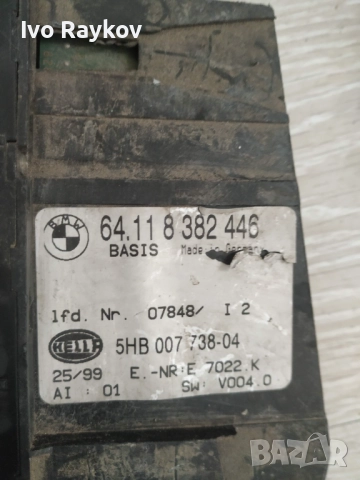 Ivo Raykov
BMW
64.11 8 382 446
BASIS Made in Germany
lfd. Nr. 07848/ I 2
HELLA 5HB 007 738-04
25/99 E.-NR:E 7022.K
AI : 01 SW: V004.0
BAZAR